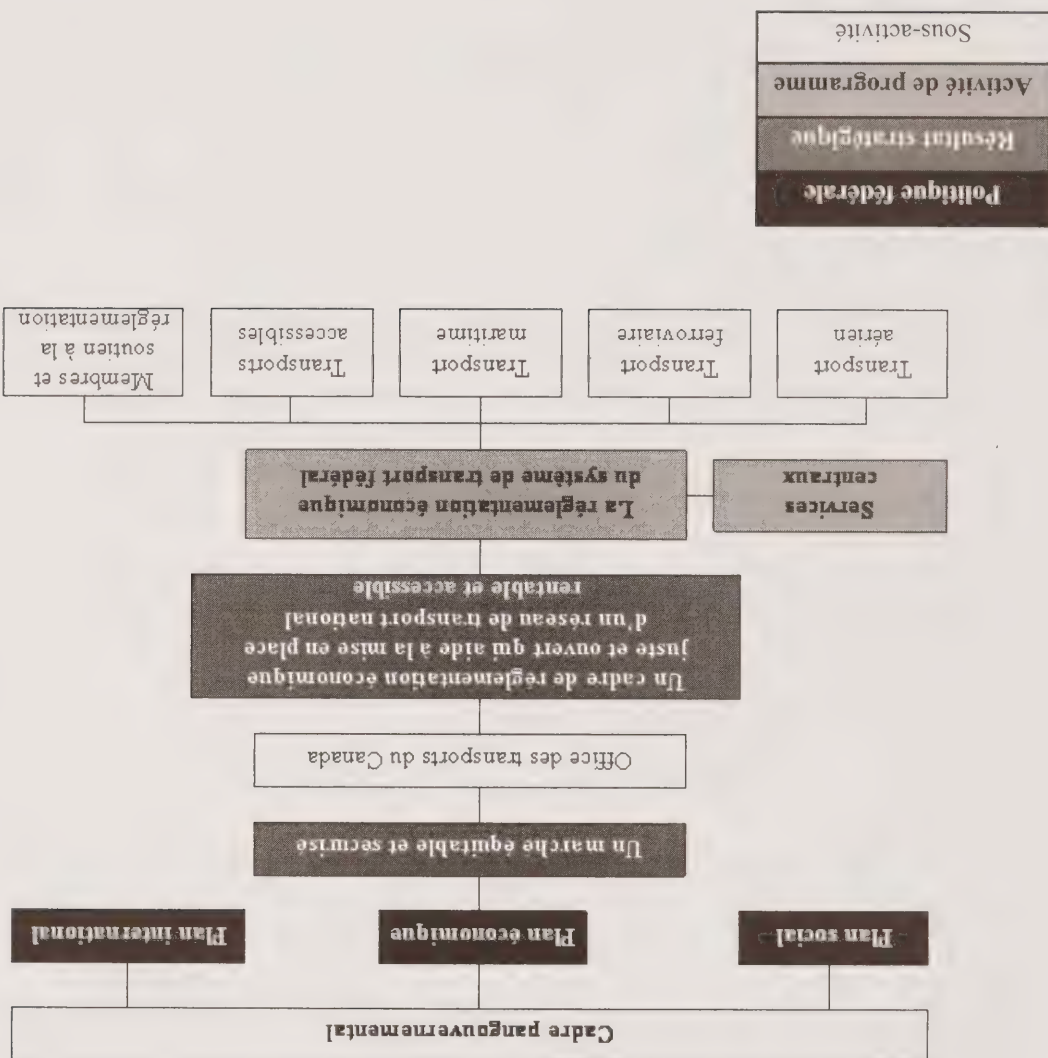 Cadre pangouvernemental
Plan social
Plan économique
Plan international
Un marché équitable et sécurisé
Office des transports du Canada
Un cadre de réglementation économique
juste et ouvert qui aide à la mise en place
d'un réseau de transport national
rentable et accessible
Services
centraux
La réglementation économique
du système de transport fédéral
Transport
aérien
Transport
ferroviaire
Transport
maritime
Transports
accessibles
Membres et
soutien à la
réglementation
Politique fédérale
Résultat stratégique
Activité de programme
Sous-activité